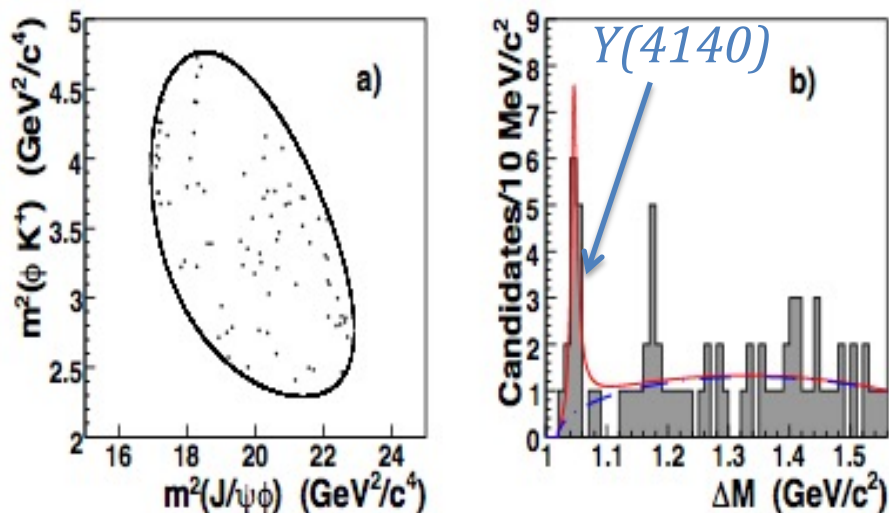 a)
m²(φ K⁺) (GeV²/c⁴)
5
4.5
4
3.5
3
2.5
2
16 18 20 22 24
m²(J/ψφ) (GeV²/c⁴)
Y(4140)
b)
Candidates/10 MeV/c²
9
8
7
6
5
4
3
2
1
0
1 1.1 1.2 1.3 1.4 1.5
ΔM (GeV/c²)